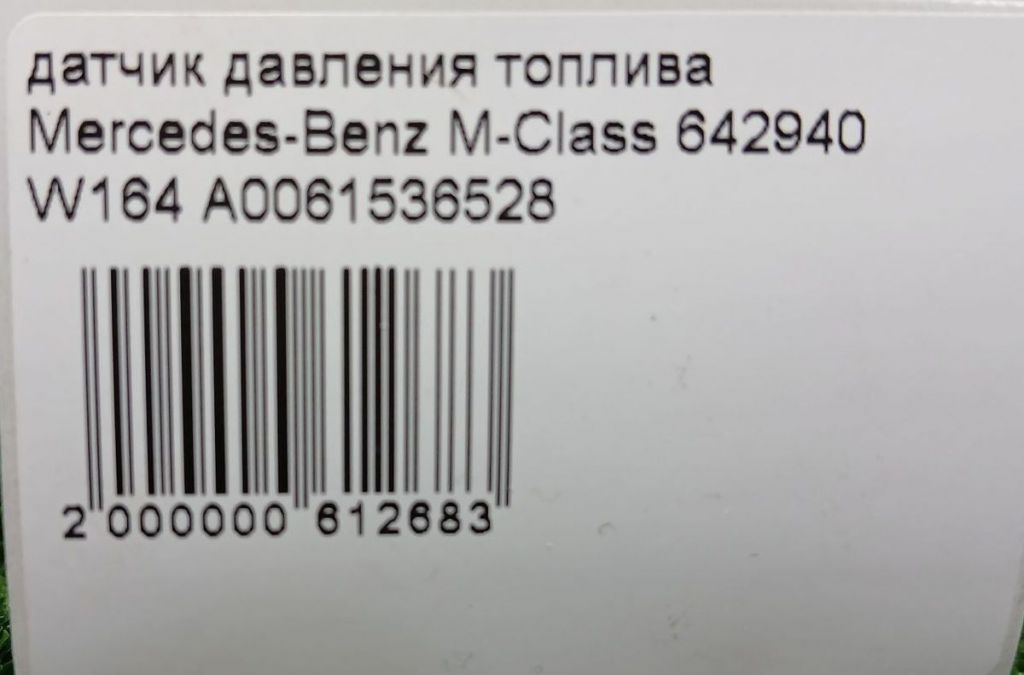 датчик давления топлива
Mercedes-Benz M-Class 642940
W164 A0061536528
2 000000 612683